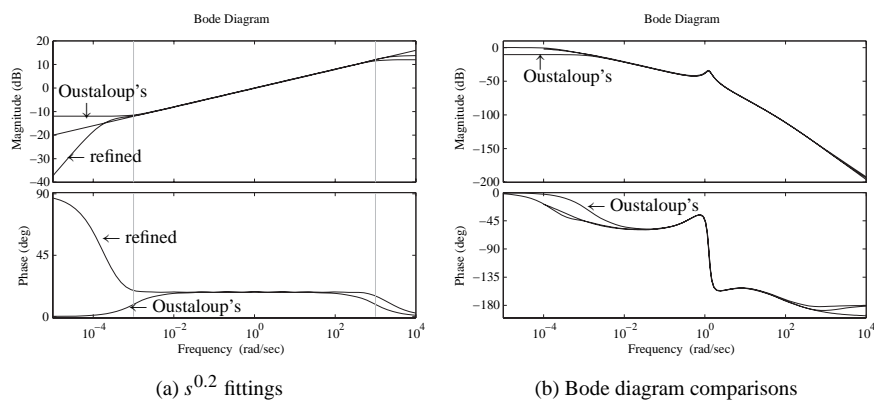 Bode Diagram
Magnitude (dB)
20
10
0
−10
−20
−30
−40
Oustaloup's
refined
Phase (deg)
90
45
0
refined
Oustaloup's
10^−4 10^−2 10^0 10^2 10^4
Frequency (rad/sec)
(a) s^0.2 fittings
Bode Diagram
Magnitude (dB)
0
−50
−100
−150
−200
Oustaloup's
Phase (deg)
0
−45
−90
−135
−180
Oustaloup's
10^−4 10^−2 10^0 10^2 10^4
Frequency (rad/sec)
(b) Bode diagram comparisons